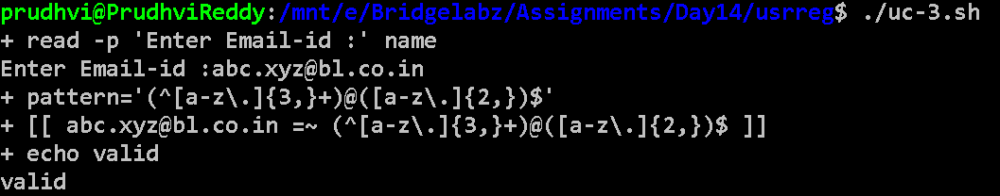 prudhvi@PrudhviReddy:/mnt/e/Bridgelabz/Assignments/Day14/usrreg$ ./uc-3.sh
+ read -p 'Enter Email-id :' name
Enter Email-id :abc.xyz@bl.co.in
+ pattern='(^[a-z\.]{3,}+)@([a-z\.]{2,})$'
+ [[ abc.xyz@bl.co.in =~ (^[a-z\.]{3,}+)@([a-z\.]{2,})$ ]]
+ echo valid
valid